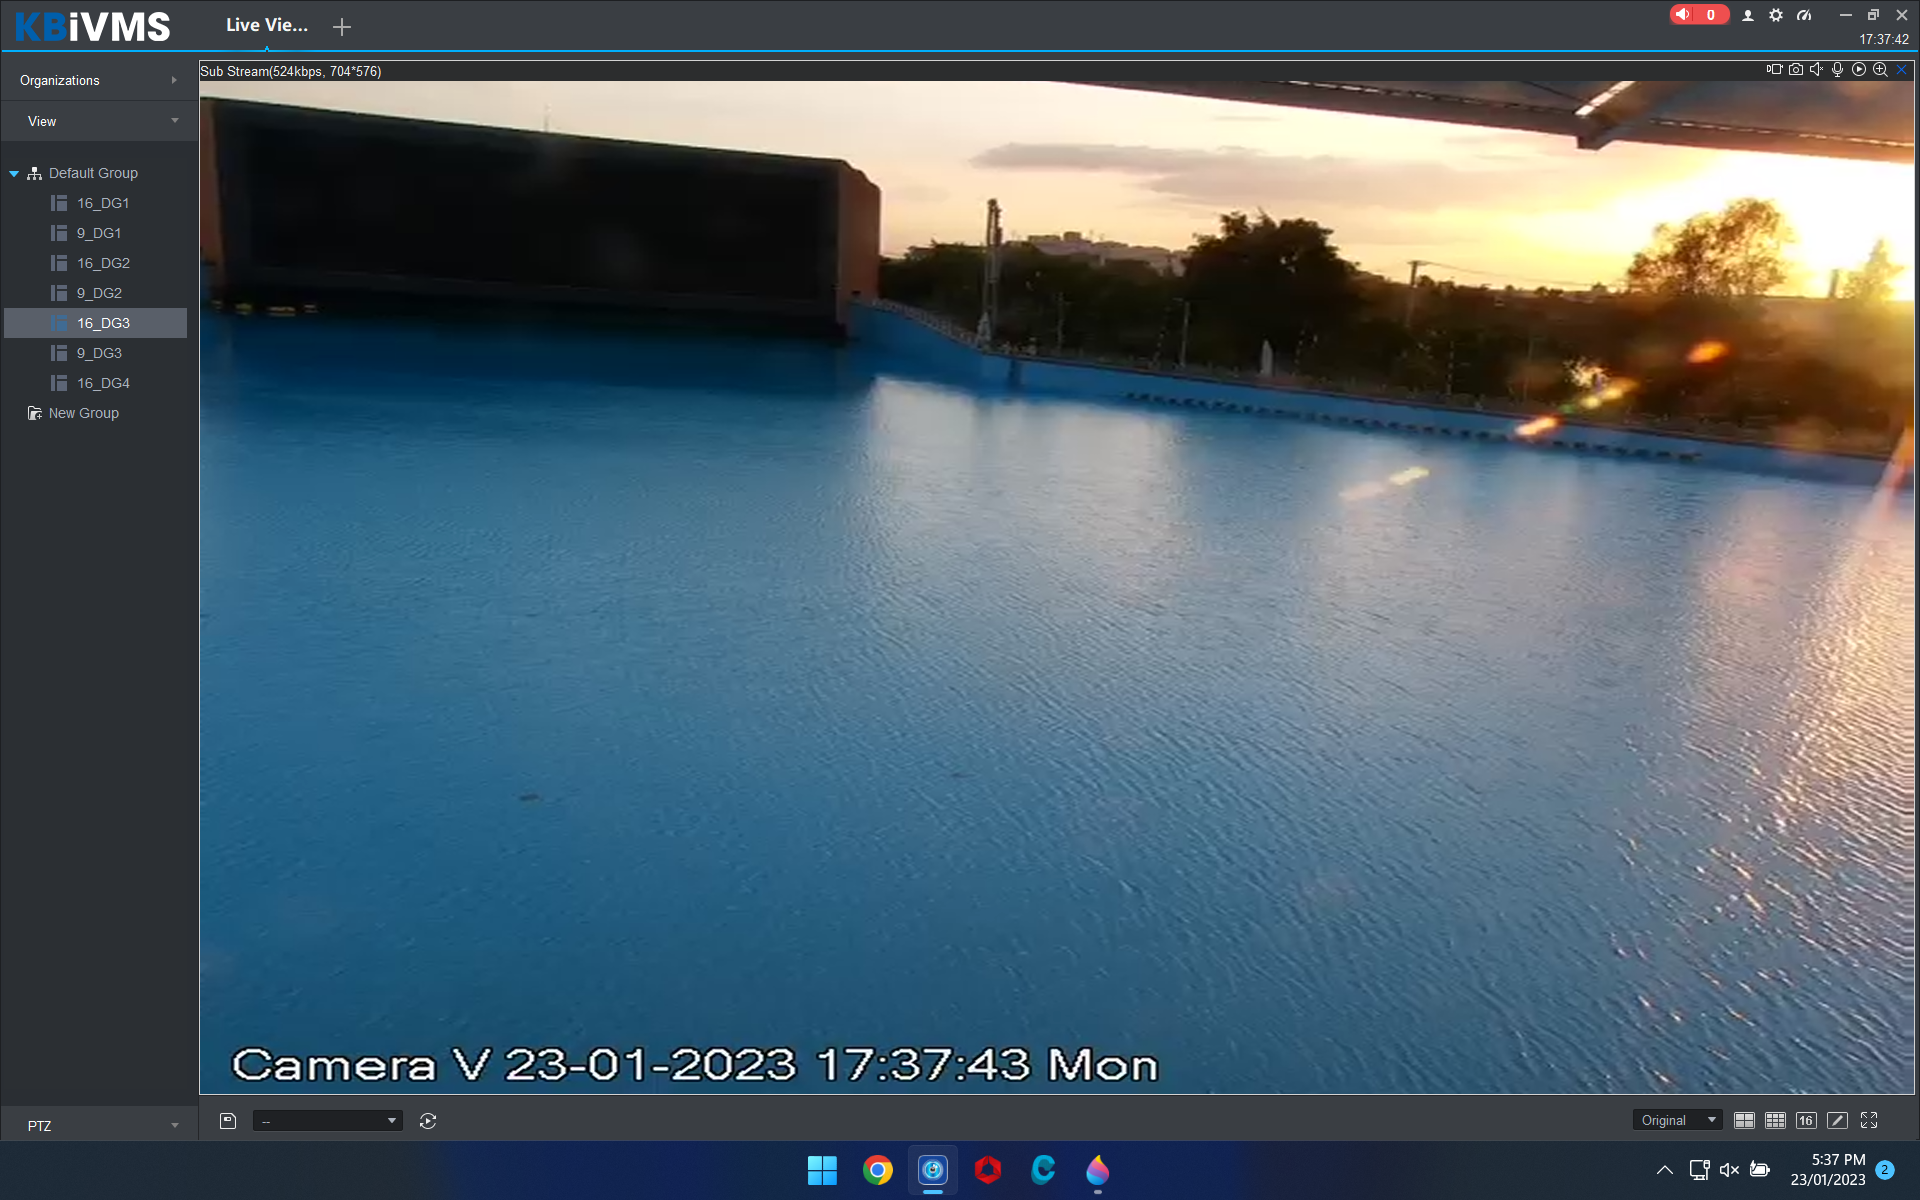 KBiVMS
Live Vie...
0
17:37:42
Organizations
View
Default Group
16_DG1
9_DG1
16_DG2
9_DG2
16_DG3
9_DG3
16_DG4
New Group
PTZ
Sub Stream(524kbps, 704*576)
Camera V 23-01-2023 17:37:43 Mon
--
Original
16
5:37 PM
23/01/2023
2